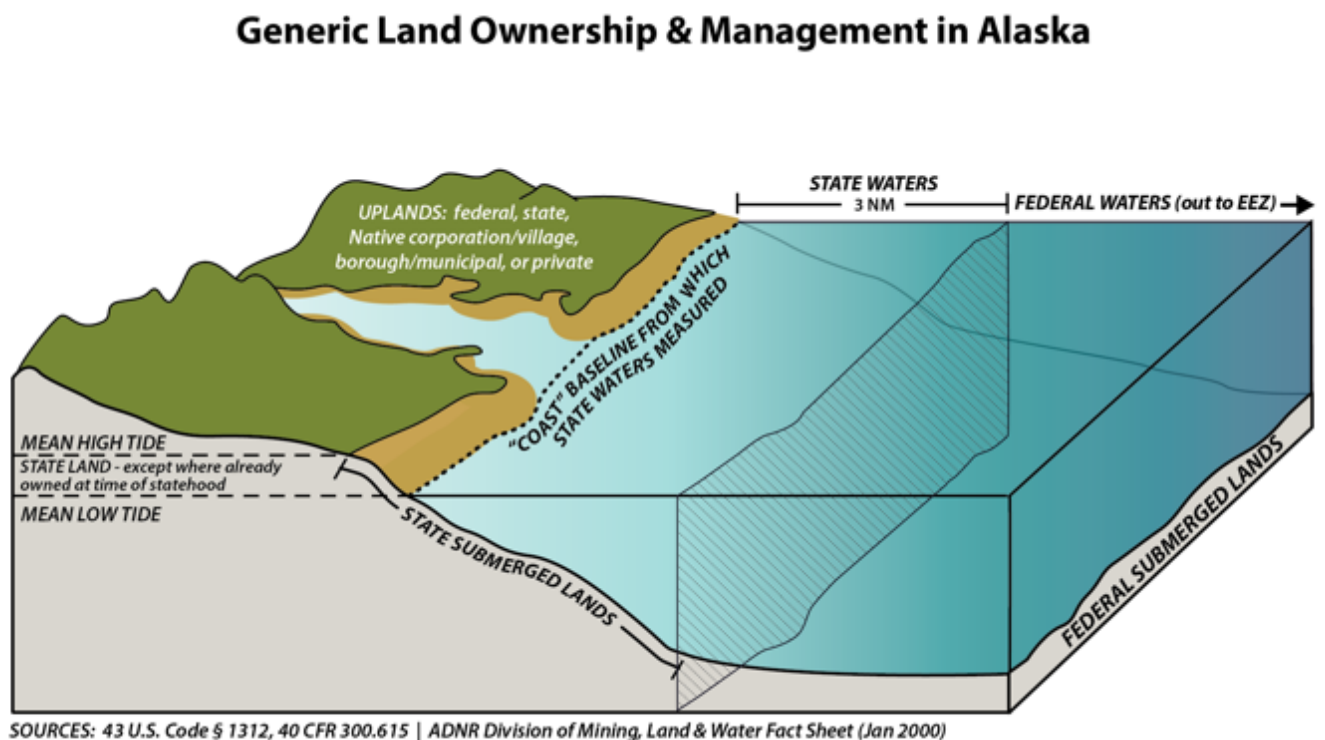 Generic Land Ownership & Management in Alaska
STATE WATERS
3 NM
FEDERAL WATERS (out to EEZ)
UPLANDS: federal, state,
Native corporation/village,
borough/municipal, or private
"COAST" BASELINE FROM WHICH
STATE WATERS MEASURED
MEAN HIGH TIDE
STATE LAND - except where already
owned at time of statehood
MEAN LOW TIDE
STATE SUBMERGED LANDS
FEDERAL SUBMERGED LANDS
SOURCES: 43 U.S. Code § 1312, 40 CFR 300.615 | ADNR Division of Mining, Land & Water Fact Sheet (Jan 2000)